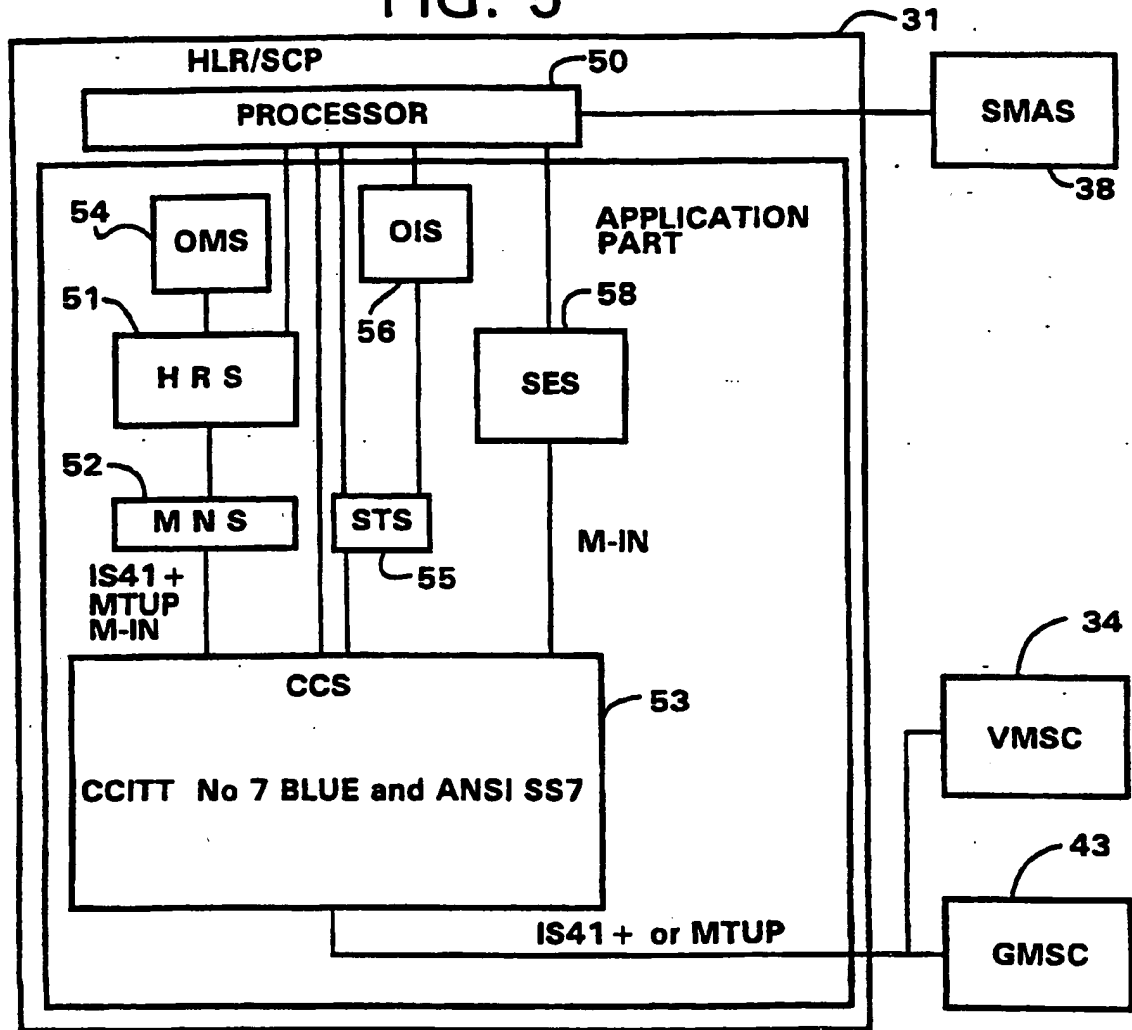 FIG. 5
31
HLR/SCP
50
PROCESSOR
SMAS
38
54
OMS
OIS
APPLICATION
PART
51
56
58
H R S
SES
52
M N S
STS
55
M-IN
IS41+
MTUP
M-IN
34
CCS
53
VMSC
CCITT No 7 BLUE and ANSI SS7
43
IS41+ or MTUP
GMSC